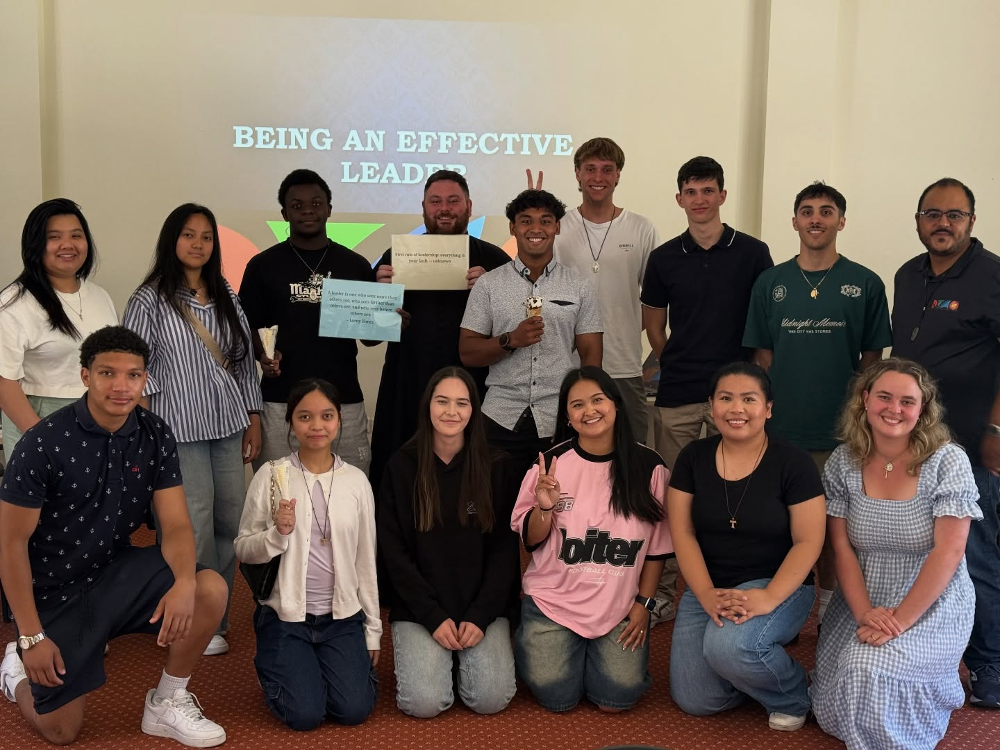 BEING AN EFFECTIVE
LEADER
First rule of leadership: everything is
your fault. – unknown
A leader is one who sees more than
others see, who sees farther than
others see, and who sees before
others see.
– Leroy Eimes
O'NEILL
Midnight Memoir
THIS CITY HAS STORIES
98
loiter
FOOTBALL CLUB